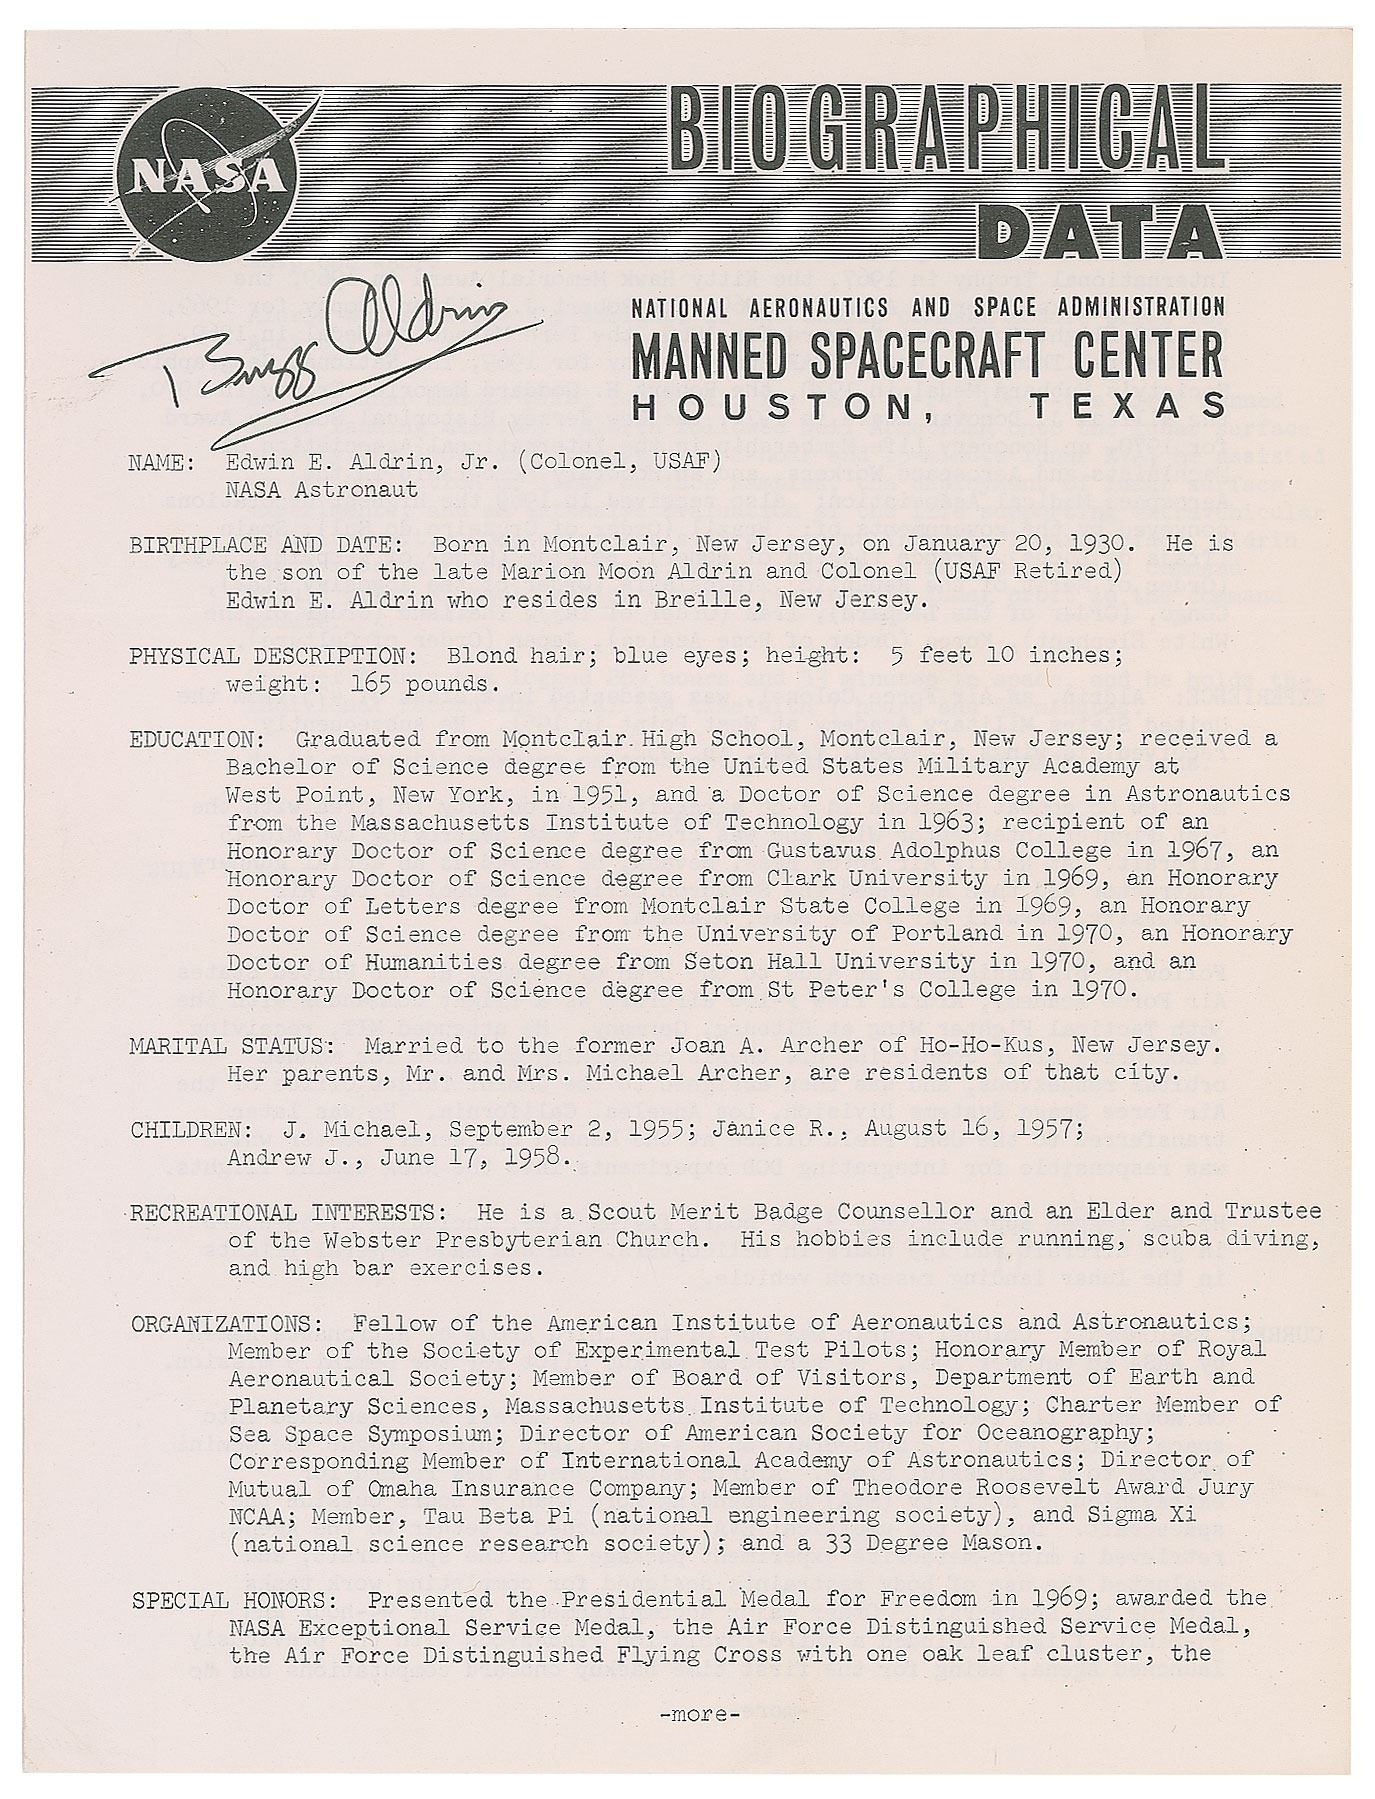 NASA
BIOGRAPHICAL
DATA
Buzz Aldrin
NATIONAL AERONAUTICS AND SPACE ADMINISTRATION
MANNED SPACECRAFT CENTER
HOUSTON, TEXAS
NAME: Edwin E. Aldrin, Jr. (Colonel, USAF)
NASA Astronaut
BIRTHPLACE AND DATE: Born in Montclair, New Jersey, on January 20, 1930. He is
the son of the late Marion Moon Aldrin and Colonel (USAF Retired)
Edwin E. Aldrin who resides in Breille, New Jersey.
PHYSICAL DESCRIPTION: Blond hair; blue eyes; height: 5 feet 10 inches;
weight: 165 pounds.
EDUCATION: Graduated from Montclair High School, Montclair, New Jersey; received a
Bachelor of Science degree from the United States Military Academy at
West Point, New York, in 1951, and a Doctor of Science degree in Astronautics
from the Massachusetts Institute of Technology in 1963; recipient of an
Honorary Doctor of Science degree from Gustavus Adolphus College in 1967, an
Honorary Doctor of Science degree from Clark University in 1969, an Honorary
Doctor of Letters degree from Montclair State College in 1969, an Honorary
Doctor of Science degree from the University of Portland in 1970, an Honorary
Doctor of Humanities degree from Seton Hall University in 1970, and an
Honorary Doctor of Science degree from St Peter's College in 1970.
MARITAL STATUS: Married to the former Joan A. Archer of Ho-Ho-Kus, New Jersey.
Her parents, Mr. and Mrs. Michael Archer, are residents of that city.
CHILDREN: J. Michael, September 2, 1955; Janice R., August 16, 1957;
Andrew J., June 17, 1958.
RECREATIONAL INTERESTS: He is a Scout Merit Badge Counsellor and an Elder and Trustee
of the Webster Presbyterian Church. His hobbies include running, scuba diving,
and high bar exercises.
ORGANIZATIONS: Fellow of the American Institute of Aeronautics and Astronautics;
Member of the Society of Experimental Test Pilots; Honorary Member of Royal
Aeronautical Society; Member of Board of Visitors, Department of Earth and
Planetary Sciences, Massachusetts Institute of Technology; Charter Member of
Sea Space Symposium; Director of American Society for Oceanography;
Corresponding Member of International Academy of Astronautics; Director of
Mutual of Omaha Insurance Company; Member of Theodore Roosevelt Award Jury
NCAA; Member, Tau Beta Pi (national engineering society), and Sigma Xi
(national science research society); and a 33 Degree Mason.
SPECIAL HONORS: Presented the Presidential Medal for Freedom in 1969; awarded the
NASA Exceptional Service Medal, the Air Force Distinguished Service Medal,
the Air Force Distinguished Flying Cross with one oak leaf cluster, the
-more-